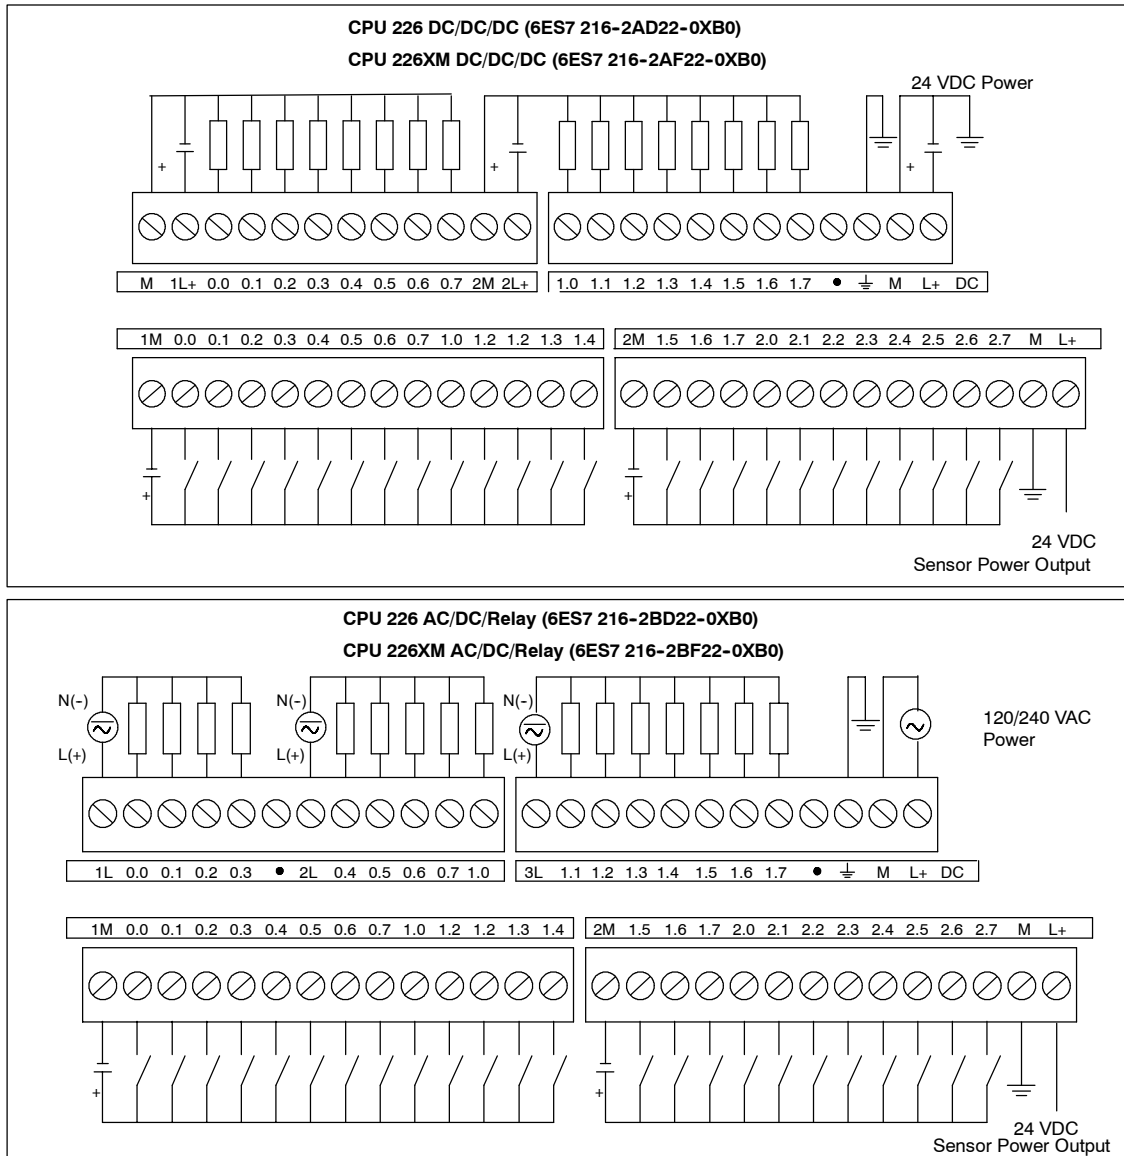 CPU 226 DC/DC/DC (6ES7 216-2AD22-0XB0)
CPU 226XM DC/DC/DC (6ES7 216-2AF22-0XB0)
24 VDC Power
+ + +
M 1L+ 0.0 0.1 0.2 0.3 0.4 0.5 0.6 0.7 2M 2L+ 1.0 1.1 1.2 1.3 1.4 1.5 1.6 1.7 ● ⏚ M L+ DC
1M 0.0 0.1 0.2 0.3 0.4 0.5 0.6 0.7 1.0 1.2 1.2 1.3 1.4 2M 1.5 1.6 1.7 2.0 2.1 2.2 2.3 2.4 2.5 2.6 2.7 M L+
+ +
24 VDC
Sensor Power Output
CPU 226 AC/DC/Relay (6ES7 216-2BD22-0XB0)
CPU 226XM AC/DC/Relay (6ES7 216-2BF22-0XB0)
N(-) N(-) N(-)
120/240 VAC
Power
L(+) L(+) L(+)
1L 0.0 0.1 0.2 0.3 ● 2L 0.4 0.5 0.6 0.7 1.0 3L 1.1 1.2 1.3 1.4 1.5 1.6 1.7 ● ⏚ M L+ DC
1M 0.0 0.1 0.2 0.3 0.4 0.5 0.6 0.7 1.0 1.2 1.2 1.3 1.4 2M 1.5 1.6 1.7 2.0 2.1 2.2 2.3 2.4 2.5 2.6 2.7 M L+
+ +
24 VDC
Sensor Power Output